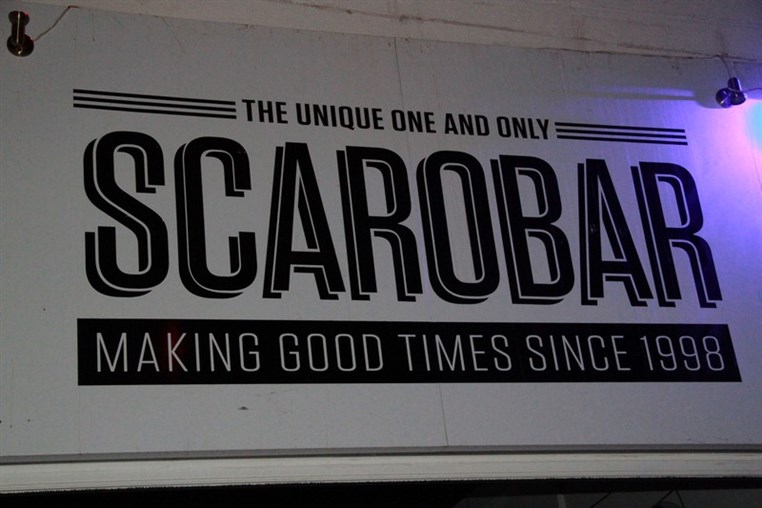 THE UNIQUE ONE AND ONLY
SCAROBAR
MAKING GOOD TIMES SINCE 1998